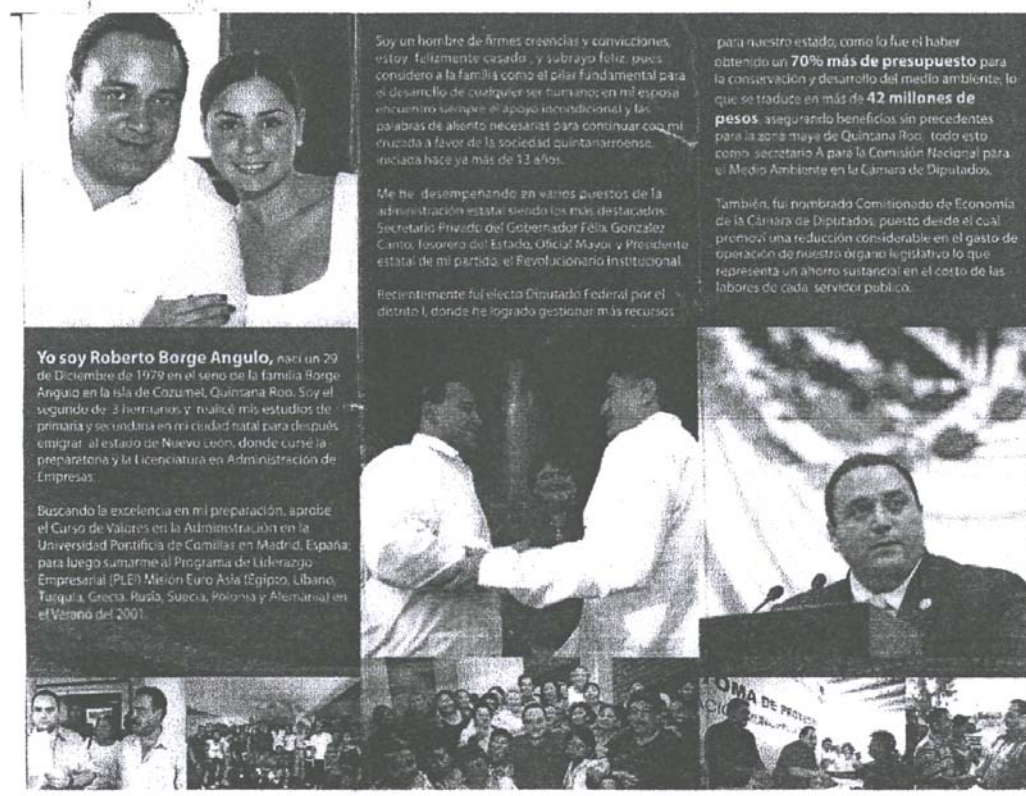 Yo soy Roberto Borge Angulo, nací un 29
de Diciembre de 1979 en el seno de la familia Borge
Angulo en la isla de Cozumel, Quintana Roo. Soy el
segundo de 3 hermanos y realicé mis estudios de
primaria y secundaria en mi ciudad natal para después
emigrar al estado de Nuevo León, donde cursé la
preparatoria y la Licenciatura en Administración de
Empresas.
Buscando la excelencia en mi preparación, aprobé
el Curso de Valores en la Administración en la
Universidad Pontificia de Comillas en Madrid, España;
para luego sumarme al Programa de Liderazgo
Empresarial (PLEI) Misión Euro Asia (Egipto, Líbano,
Turquía, Grecia, Rusia, Suecia, Polonia y Alemania) en
el Verano del 2001.
Soy un hombre de firmes creencias y convicciones,
estoy felizmente casado , y subrayo feliz, pues
considero a la familia como el pilar fundamental para
el desarrollo de cualquier ser humano; en mi esposa
encuentro siempre el apoyo incondicional y las
palabras de aliento necesarias para continuar con mi
cruzada a favor de la sociedad quintanarroense,
iniciada hace ya más de 13 años.
Me he desempeñando en varios puestos de la
administración estatal siendo los más destacados:
Secretario Privado del Gobernador Félix González
Canto, Tesorero del Estado, Oficial Mayor y Presidente
estatal de mi partido, el Revolucionario Institucional.
Recientemente fui electo Diputado Federal por el
distrito I, donde he logrado gestionar más recursos
para nuestro estado, como lo fue el haber
obtenido un 70% más de presupuesto para
la conservación y desarrollo del medio ambiente, lo
que se traduce en más de 42 millones de
pesos, asegurando beneficios sin precedentes
para la zona maya de Quintana Roo, todo esto
como secretario A para la Comisión Nacional para
el Medio Ambiente en la Cámara de Diputados.
También, fui nombrado Comisionado de Economía
de la Cámara de Diputados, puesto desde el cual
promoví una reducción considerable en el gasto de
operación de nuestro órgano legislativo lo que
representa un ahorro sustancial en el costo de las
labores de cada servidor publico.
TOMA DE PROTESTA